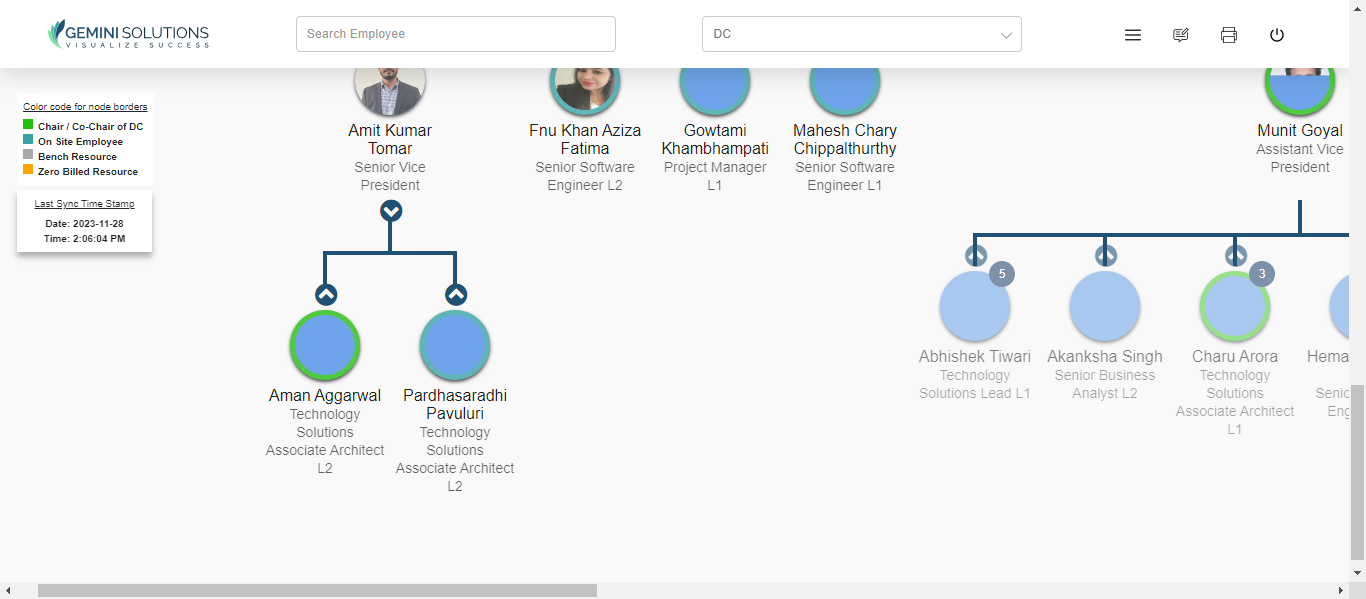 GEMINI SOLUTIONS
VISUALIZE SUCCESS
Search Employee
DC
Color code for node borders
Chair / Co-Chair of DC
On Site Employee
Bench Resource
Zero Billed Resource
Last Sync Time Stamp
Date: 2023-11-28
Time: 2:06:04 PM
Amit Kumar
Tomar
Senior Vice
President
Fnu Khan Aziza
Fatima
Senior Software
Engineer L2
Gowtami
Khambhampati
Project Manager
L1
Mahesh Chary
Chippalthurthy
Senior Software
Engineer L1
Munit Goyal
Assistant Vice
President
Aman Aggarwal
Technology
Solutions
Associate Architect
L2
Pardhasaradhi
Pavuluri
Technology
Solutions
Associate Architect
L2
5
Abhishek Tiwari
Technology
Solutions Lead L1
Akanksha Singh
Senior Business
Analyst L2
3
Charu Arora
Technology
Solutions
Associate Architect
L1
Hema
Senio
Eng